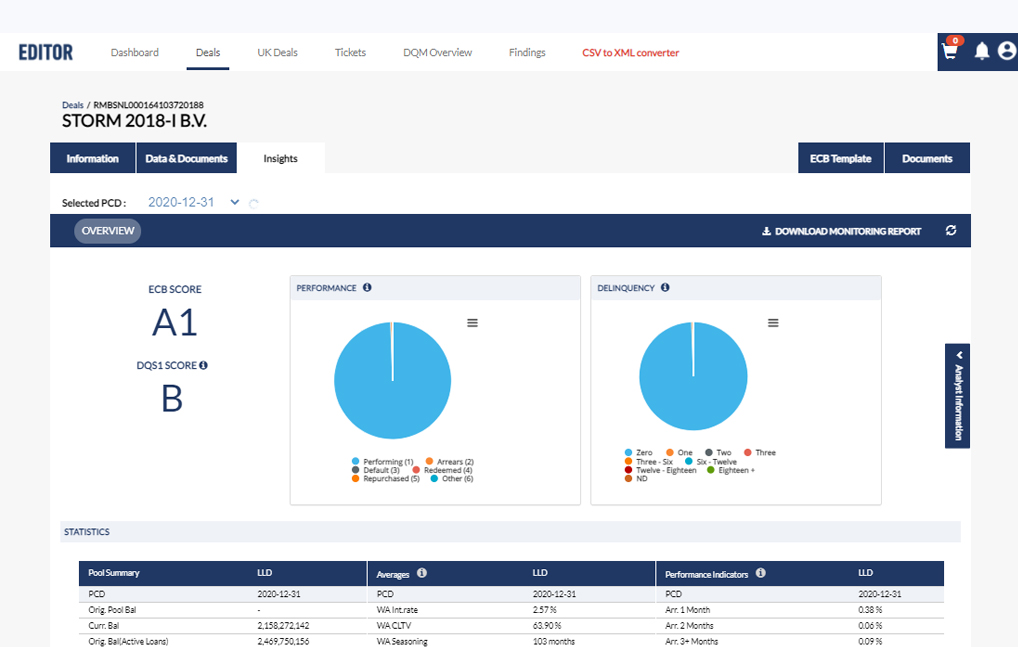 EDITOR Dashboard Deals UK Deals Tickets DQM Overview Findings CSV to XML converter 0
Deals / RMBSNL000164103720188
STORM 2018-I B.V.
Information Data & Documents Insights ECB Template Documents
Selected PCD : 2020-12-31
OVERVIEW DOWNLOAD MONITORING REPORT
ECB SCORE
A1
DQS1 SCORE
B
PERFORMANCE
Performing (1) Arrears (2)
Default (3) Redeemed (4)
Repurchased (5) Other (6)
DELINQUENCY
Zero One Two Three
Three - Six Six - Twelve
Twelve - Eighteen Eighteen +
ND
Analyst Information
STATISTICS
Pool Summary LLD Averages LLD Performance Indicators LLD
PCD 2020-12-31 PCD 2020-12-31 PCD 2020-12-31
Orig. Pool Bal - WA Int.rate 2.57 % Arr. 1 Month 0.38 %
Curr. Bal 2,158,272,142 WA CLTV 63.90 % Arr. 2 Months 0.06 %
Orig. Bal(Active Loans) 2,469,750,156 WA Seasoning 103 months Arr. 3+ Months 0.09 %